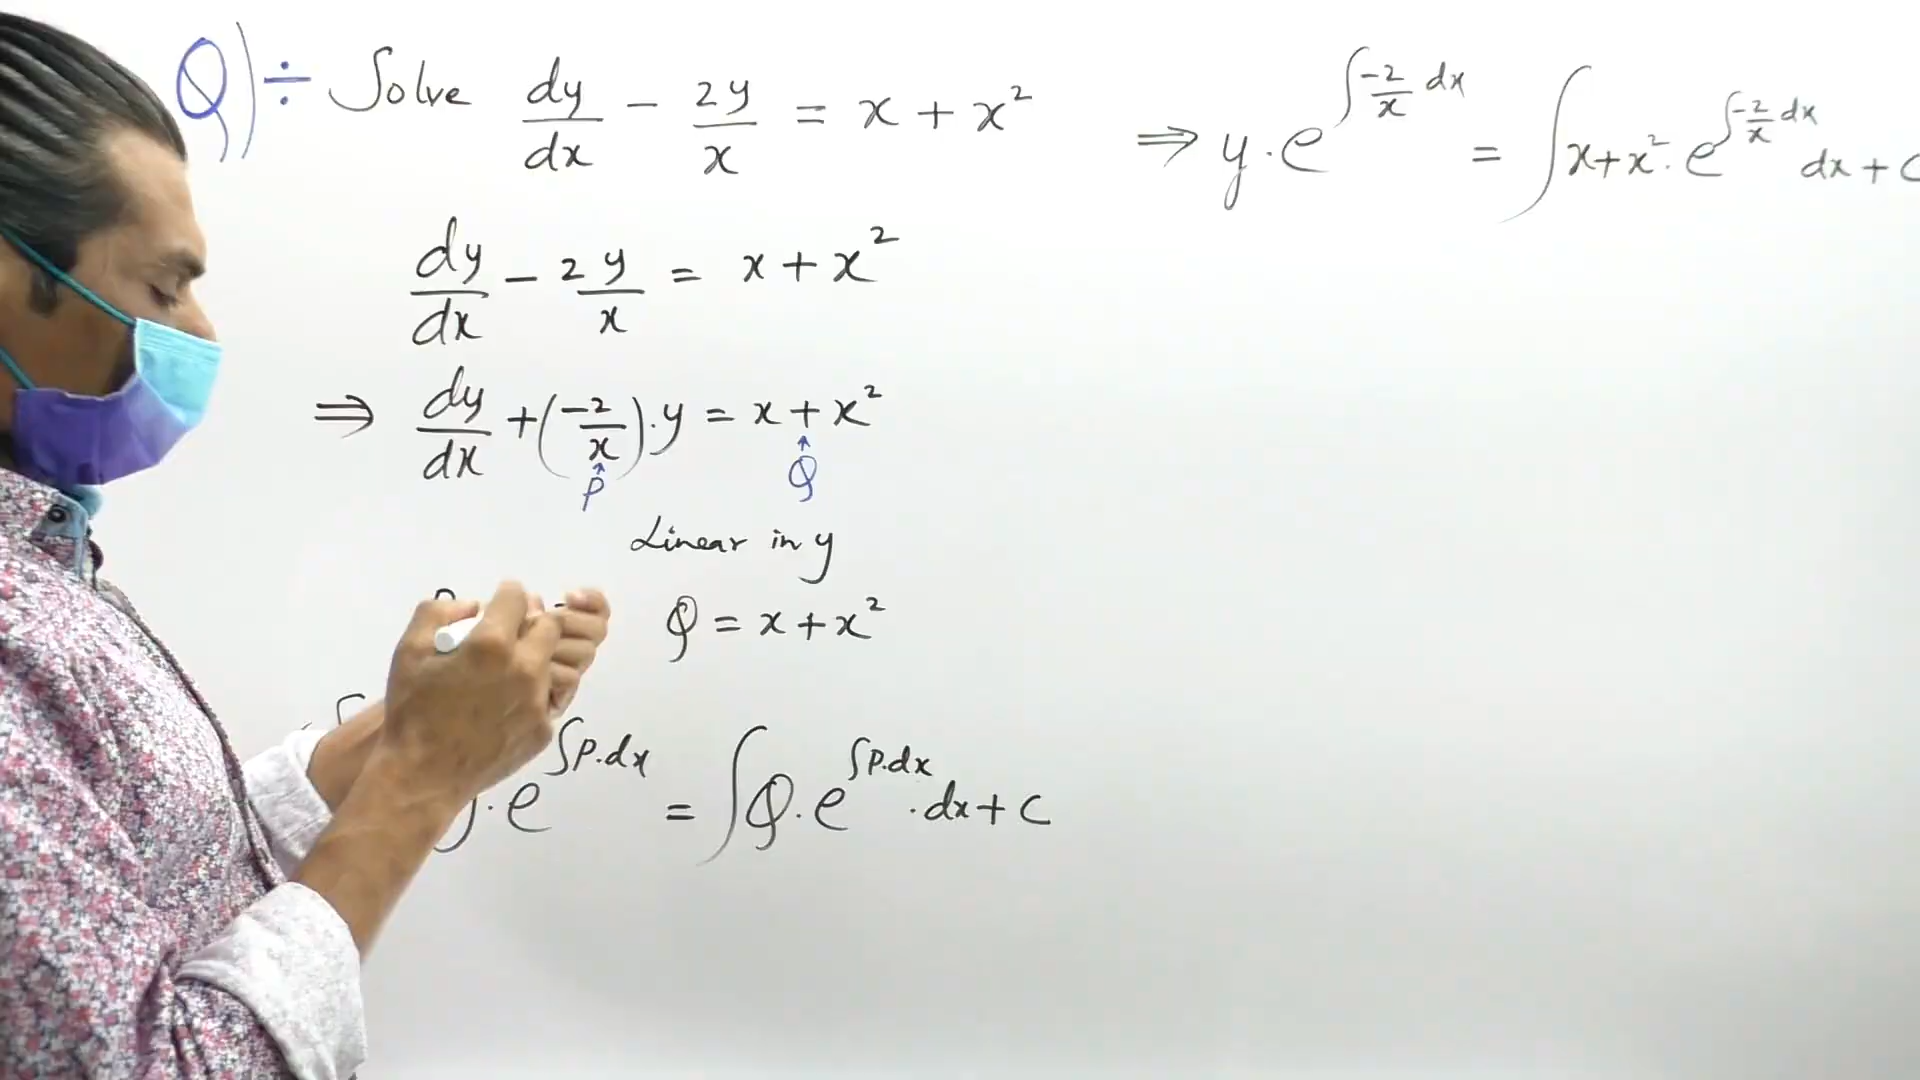 Q) ÷ Solve dy/dx - 2y/x = x + x²
dy/dx - 2 y/x = x + x²
⇒ dy/dx + (-2/x) . y = x + x²
P Q
Linear in y
Q = x + x²
. e^∫P.dx = ∫Q . e^∫P.dx . dx + c
⇒ y . e^∫-2/x dx = ∫x+x² . e^∫-2/x dx dx + c